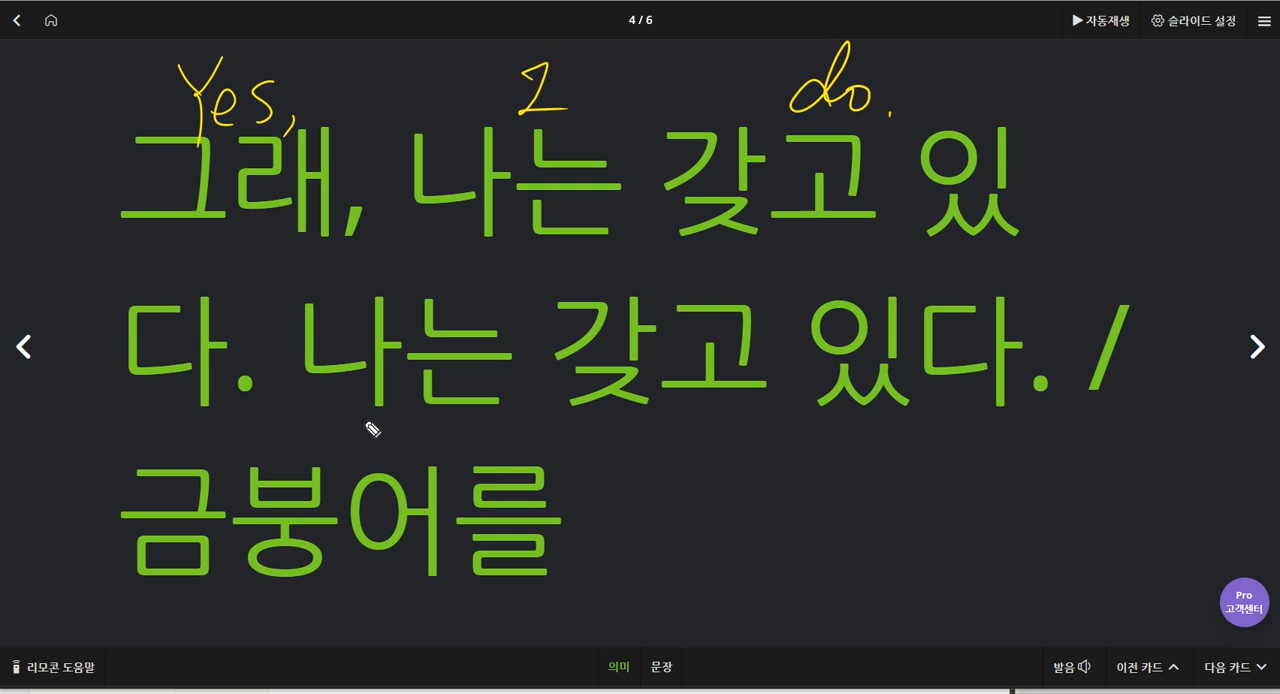 4 / 6
▶ 자동재생
슬라이드 설정
Yes, I do.
그래, 나는 갖고 있
다. 나는 갖고 있다. /
금붕어를
Pro
고객센터
리모콘 도움말
의미
문장
발음
이전 카드
다음 카드